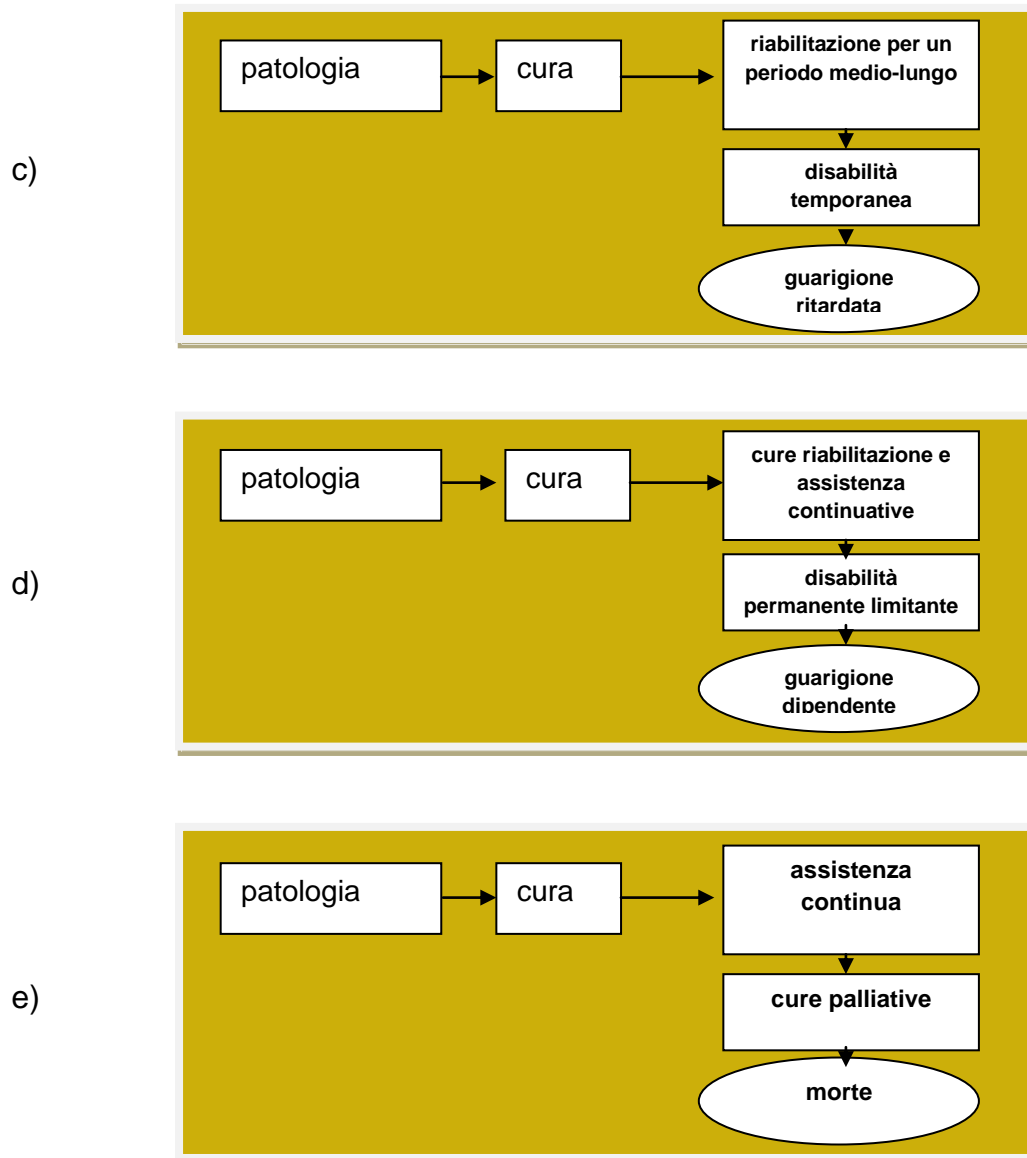 c)
patologia
cura
riabilitazione per un
periodo medio-lungo
disabilità
temporanea
guarigione
ritardata
d)
patologia
cura
cure riabilitazione e
assistenza
continuative
disabilità
permanente limitante
guarigione
dipendente
e)
patologia
cura
assistenza
continua
cure palliative
morte